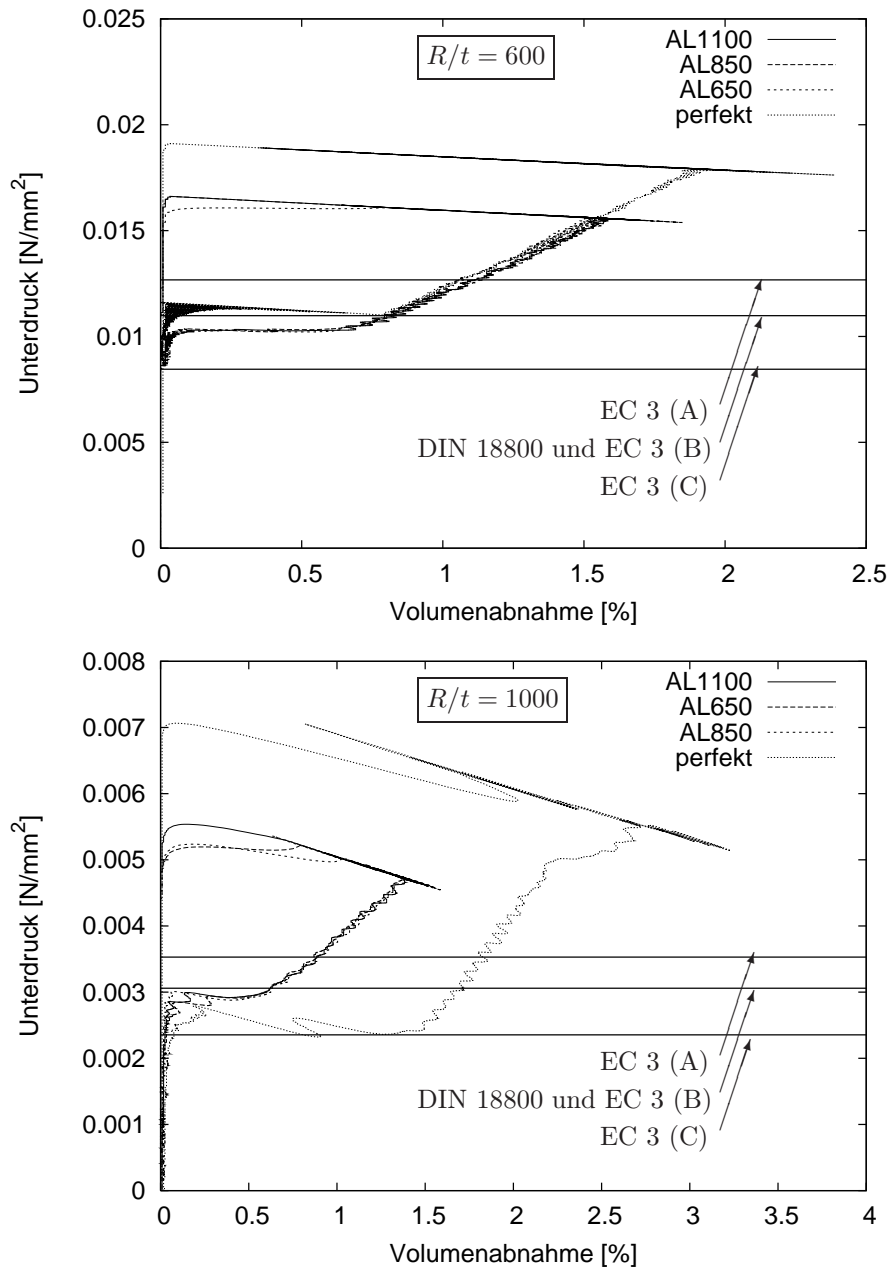 0.025
0.02
0.015
0.01
0.005
0
Unterdruck [N/mm²]
R/t = 600
AL1100
AL850
AL650
perfekt
EC 3 (A)
DIN 18800 und EC 3 (B)
EC 3 (C)
0 0.5 1 1.5 2 2.5
Volumenabnahme [%]
0.008
0.007
0.006
0.005
0.004
0.003
0.002
0.001
0
Unterdruck [N/mm²]
R/t = 1000
AL1100
AL650
AL850
perfekt
EC 3 (A)
DIN 18800 und EC 3 (B)
EC 3 (C)
0 0.5 1 1.5 2 2.5 3 3.5 4
Volumenabnahme [%]